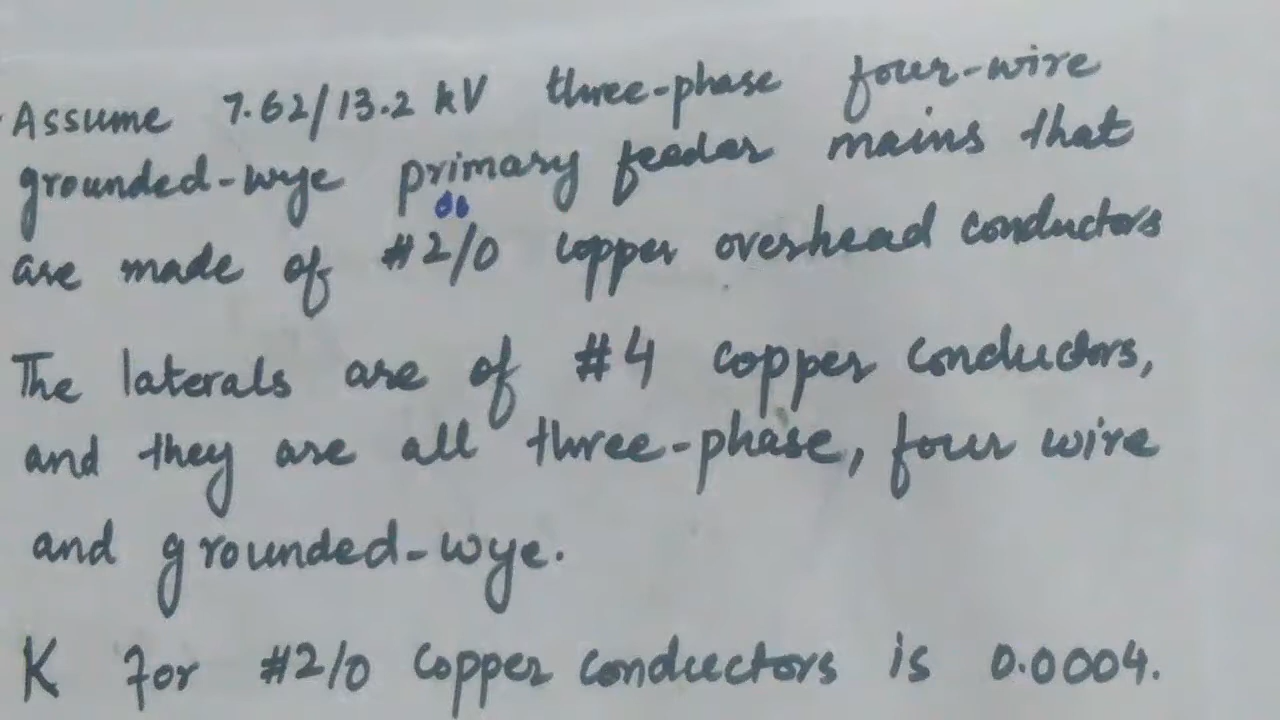 Assume 7.62/13.2 kV three-phase four-wire
grounded-wye primary feeder mains that
are made of #2/0 copper overhead conductors
The laterals are of #4 copper conductors,
and they are all three-phase, four wire
and grounded-wye.
K for #2/0 copper conductors is 0.0004.